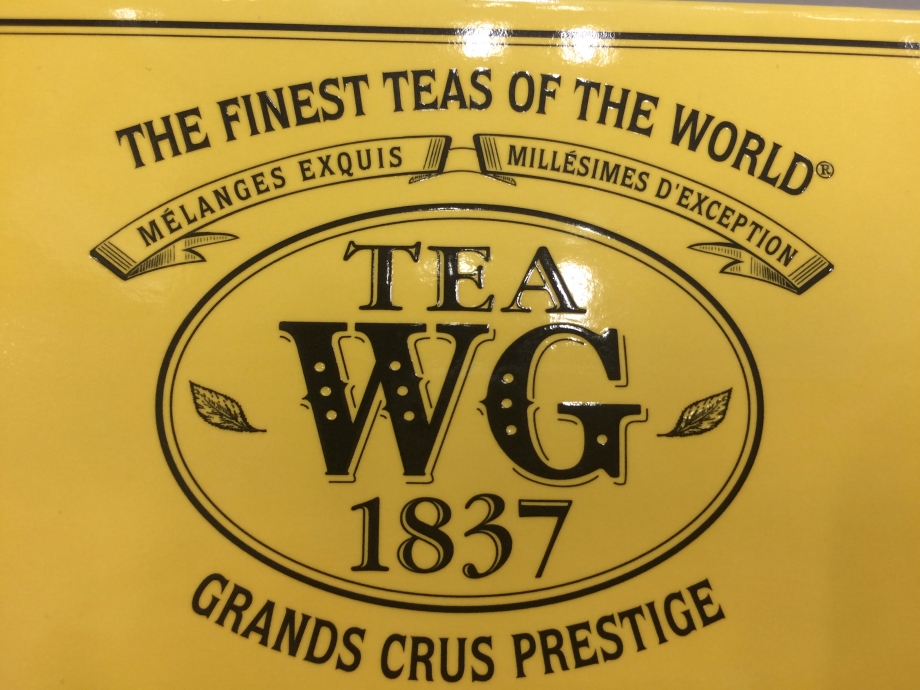 THE FINEST TEAS OF THE WORLD®
MÉLANGES EXQUIS MILLÉSIMES D'EXCEPTION
TEA
WG
1837
GRANDS CRUS PRESTIGE